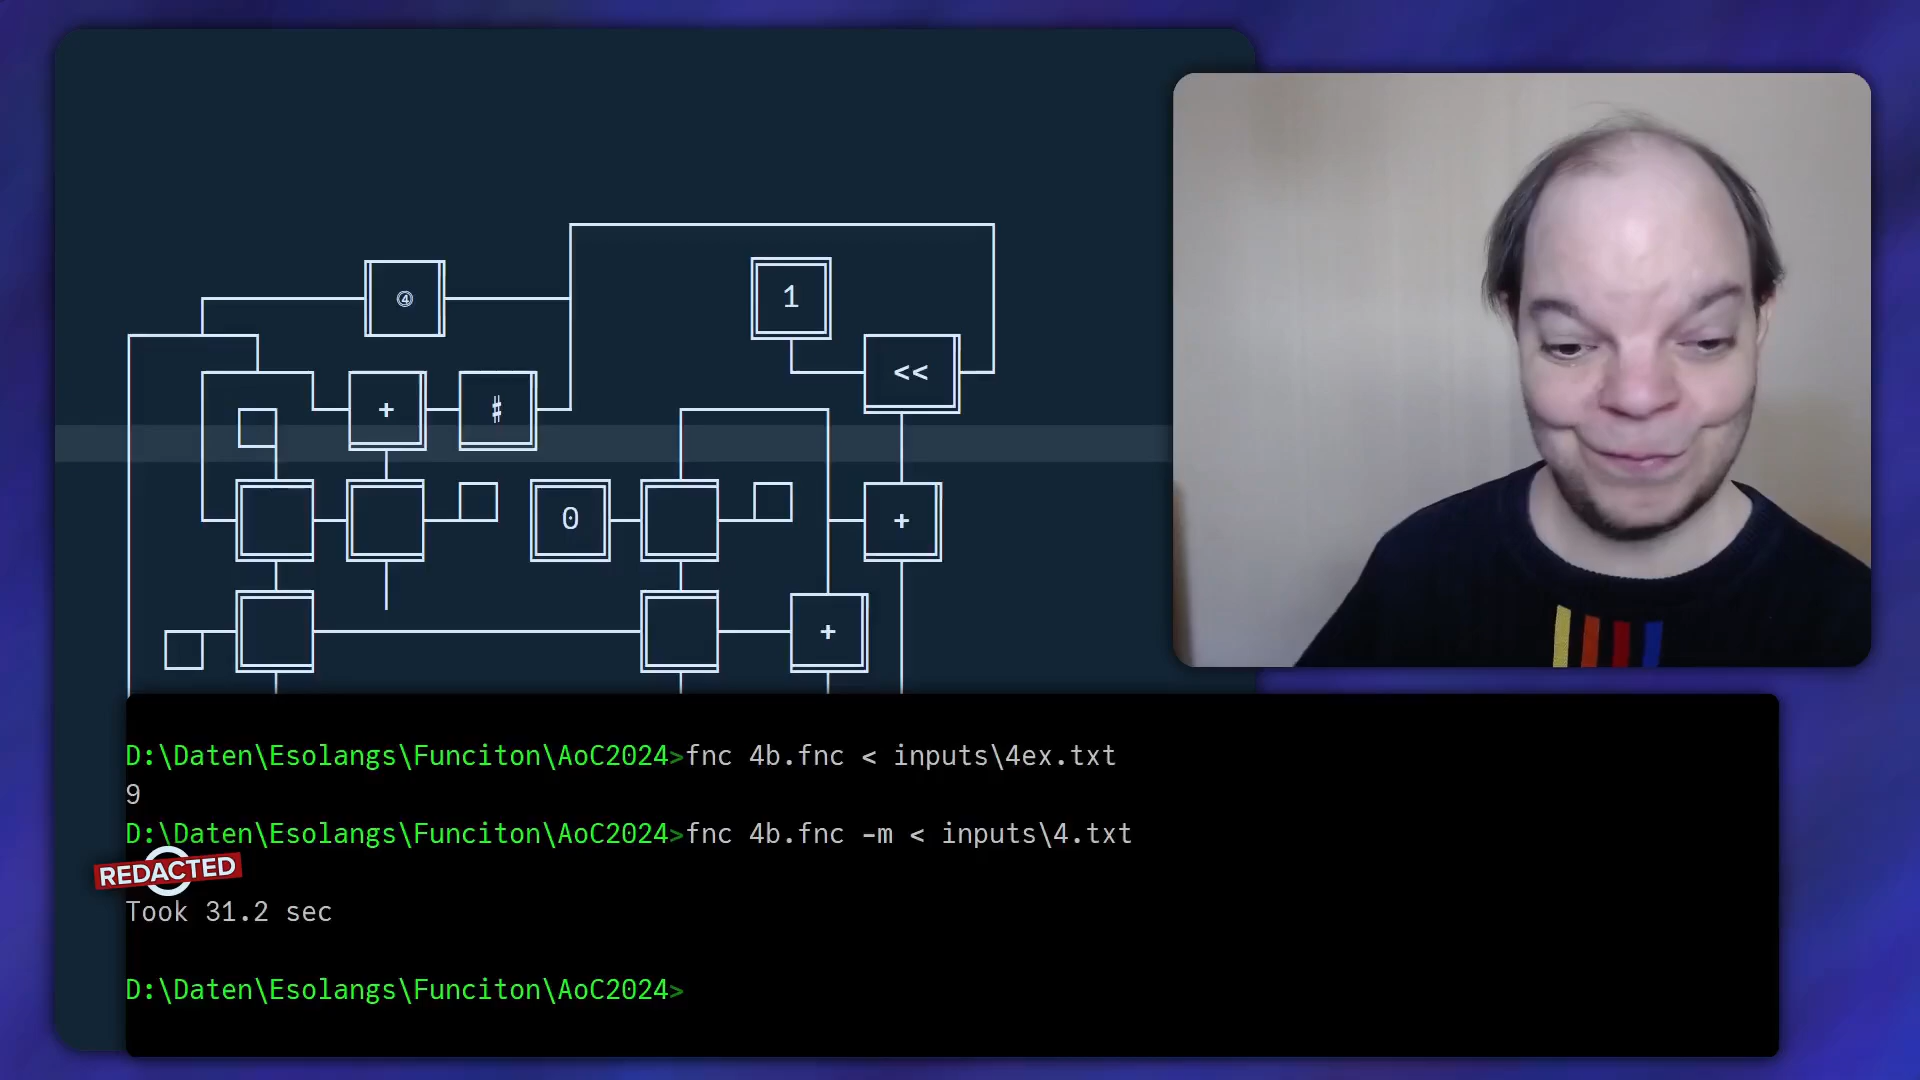 ④
1
<<
+ ⯒
0
+
+
D:\Daten\Esolangs\Funciton\AoC2024>fnc 4b.fnc < inputs\4ex.txt
9
D:\Daten\Esolangs\Funciton\AoC2024>fnc 4b.fnc -m < inputs\4.txt
REDACTED
Took 31.2 sec
D:\Daten\Esolangs\Funciton\AoC2024>